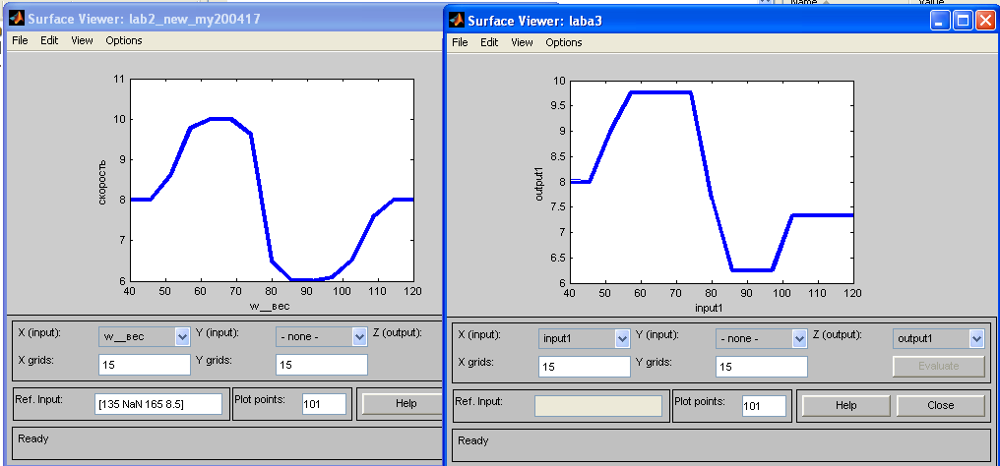 Name
Value
Surface Viewer: lab2_new_my200417
File Edit View Options
11
10
9
8
7
6
скорость
40 50 60 70 80 90 100 110 120
w__вес
X (input): w__вес Y (input): - none - Z (output):
X grids: 15 Y grids: 15
Ref. Input: [135 NaN 165 8.5] Plot points: 101 Help
Ready
Surface Viewer: laba3
File Edit View Options
10
9.5
9
8.5
8
7.5
7
6.5
6
output1
40 50 60 70 80 90 100 110 120
input1
X (input): input1 Y (input): - none - Z (output): output1
X grids: 15 Y grids: 15 Evaluate
Ref. Input: Plot points: 101 Help Close
Ready